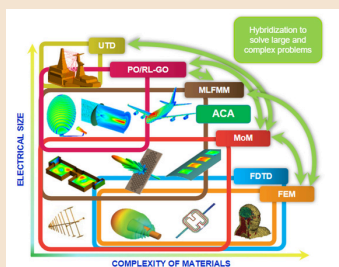 Hybridization to
solve large and
complex problems
UTD
PO/RL-GO
MLFMM
ACA
MoM
FDTD
FEM
ELECTRICAL SIZE
COMPLEXITY OF MATERIALS